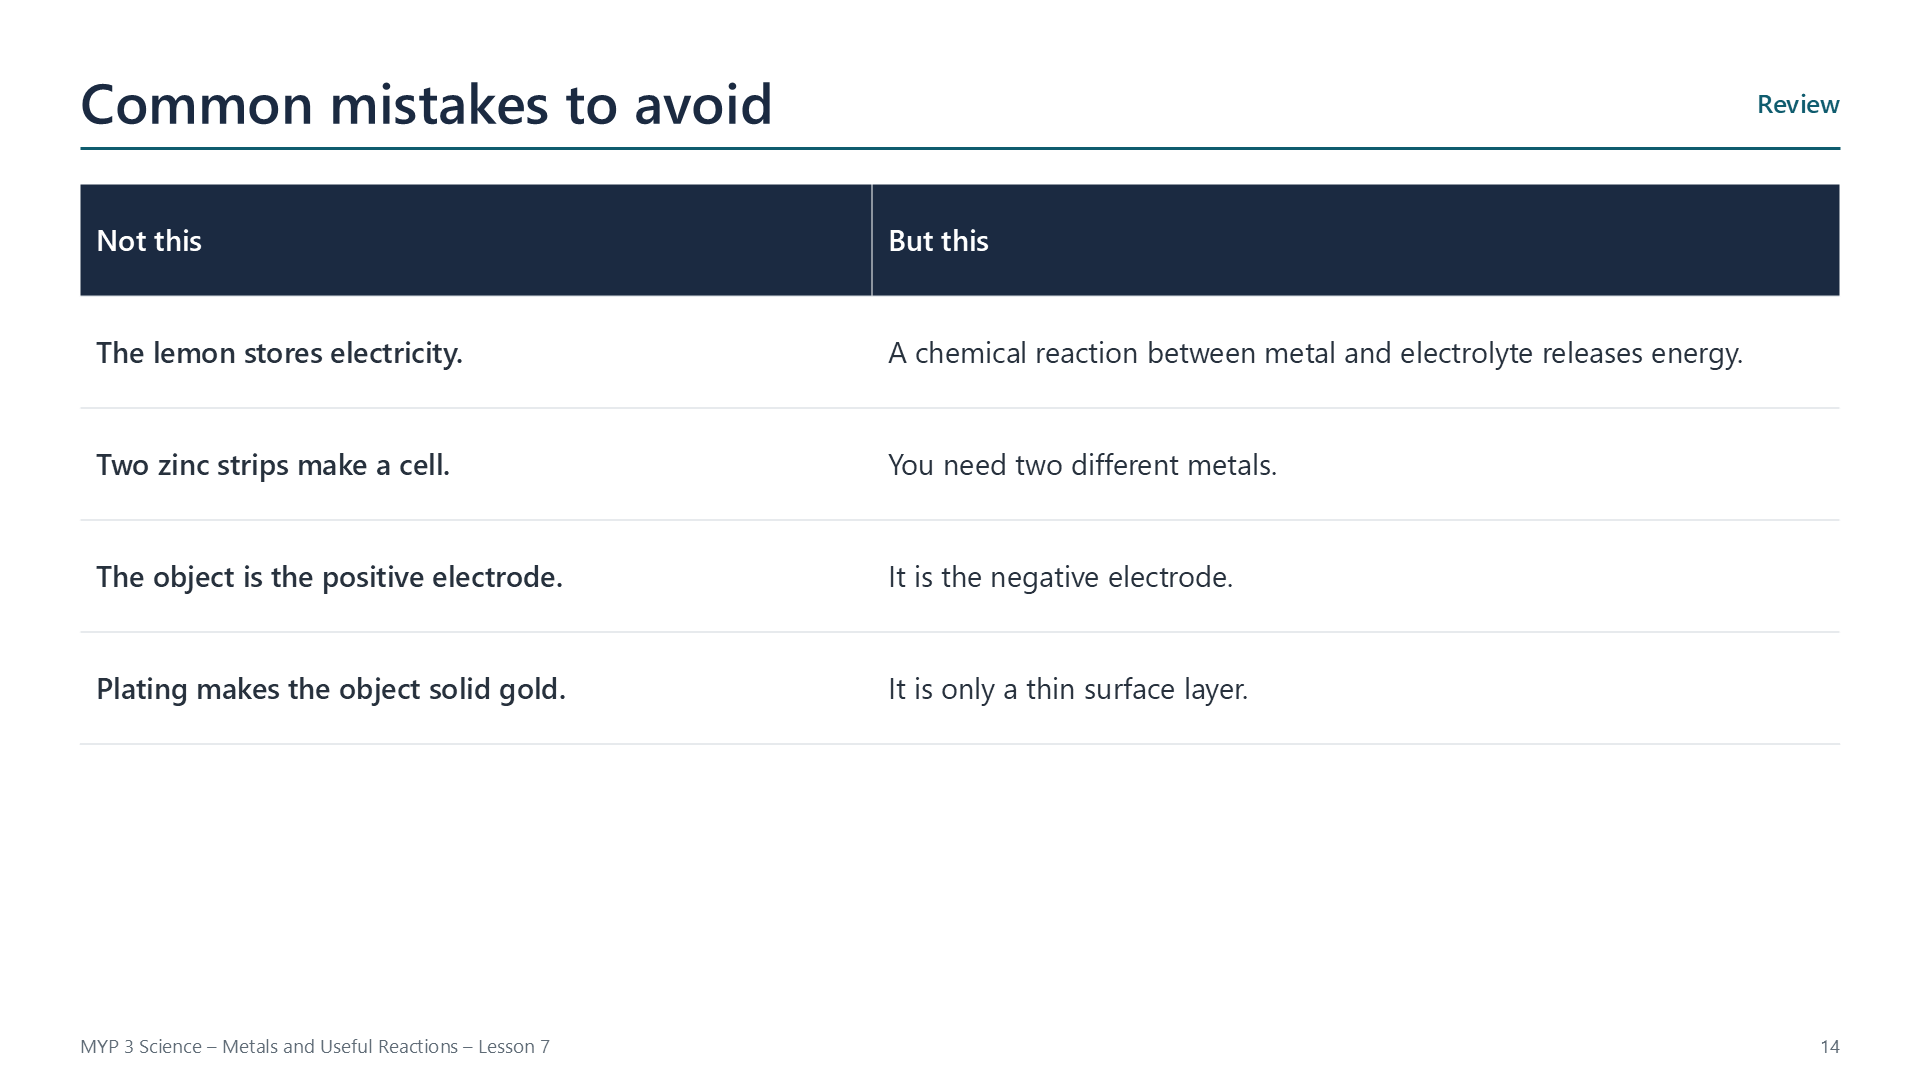 Common mistakes to avoid
Review
Not this
But this
The lemon stores electricity.
A chemical reaction between metal and electrolyte releases energy.
Two zinc strips make a cell.
You need two different metals.
The object is the positive electrode.
It is the negative electrode.
Plating makes the object solid gold.
It is only a thin surface layer.
MYP 3 Science – Metals and Useful Reactions – Lesson 7
14